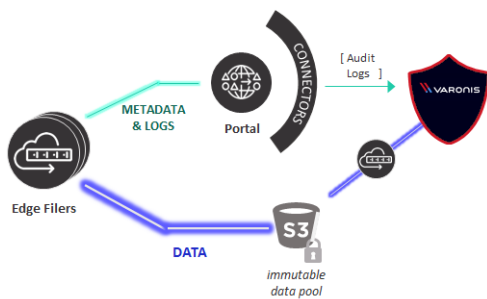 CONNECTORS
[ Audit
Logs ]
VARONIS
METADATA
& LOGS
Portal
Edge Filers
S3
DATA
immutable
data pool